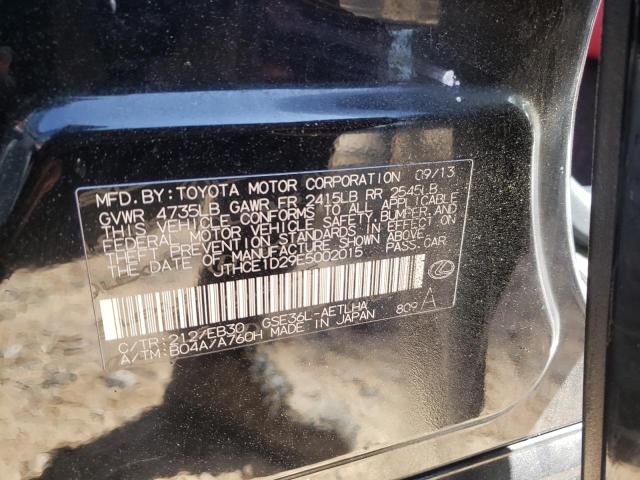 MFD. BY: TOYOTA MOTOR CORPORATION 09/13
GVWR 4735LB GAWR FR 2415LB RR 2545LB
THIS VEHICLE CONFORMS TO ALL APPLICABLE
FEDERAL MOTOR VEHICLE SAFETY, BUMPER, AND
THEFT PREVENTION STANDARDS IN EFFECT ON
THE DATE OF MANUFACTURE SHOWN ABOVE.
JTHCE1D29E5002015 PASS.CAR
C/TR:212/EB30 GSE36L-AETLHA
A/TM:B04A/A760H MADE IN JAPAN 809 A